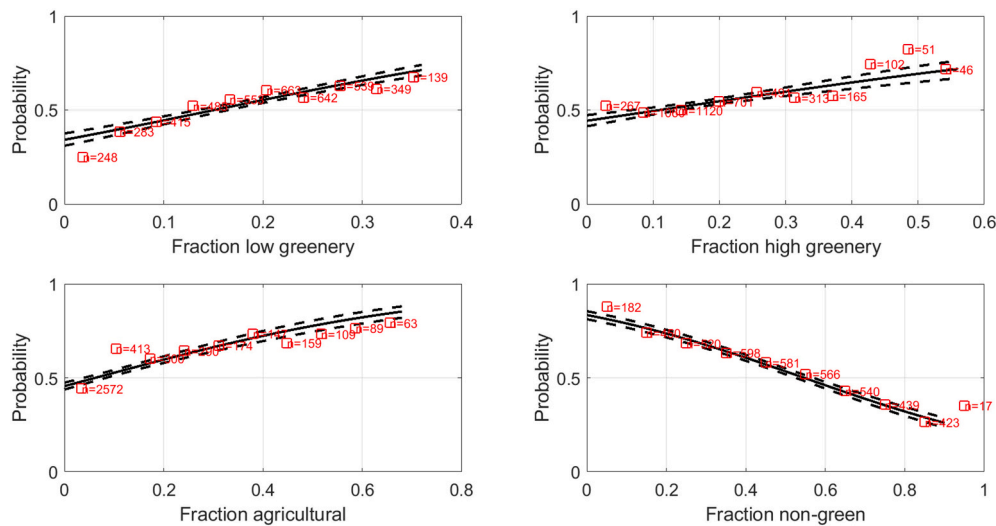 1
Probability
0.5
0
n=248
n=283
n=415
n=642
n=349
n=139
0
0.1
0.2
0.3
0.4
Fraction low greenery
1
Probability
0.5
0
n=267
n=1120
n=313
n=165
n=102
n=51
n=46
0
0.1
0.2
0.3
0.4
0.5
0.6
Fraction high greenery
1
Probability
0.5
0
n=2572
n=413
n=174
n=159
n=109
n=89
n=63
0
0.2
0.4
0.6
0.8
Fraction agricultural
1
Probability
0.5
0
n=182
n=598
n=581
n=566
n=540
n=439
n=423
n=17
0
0.2
0.4
0.6
0.8
1
Fraction non-green